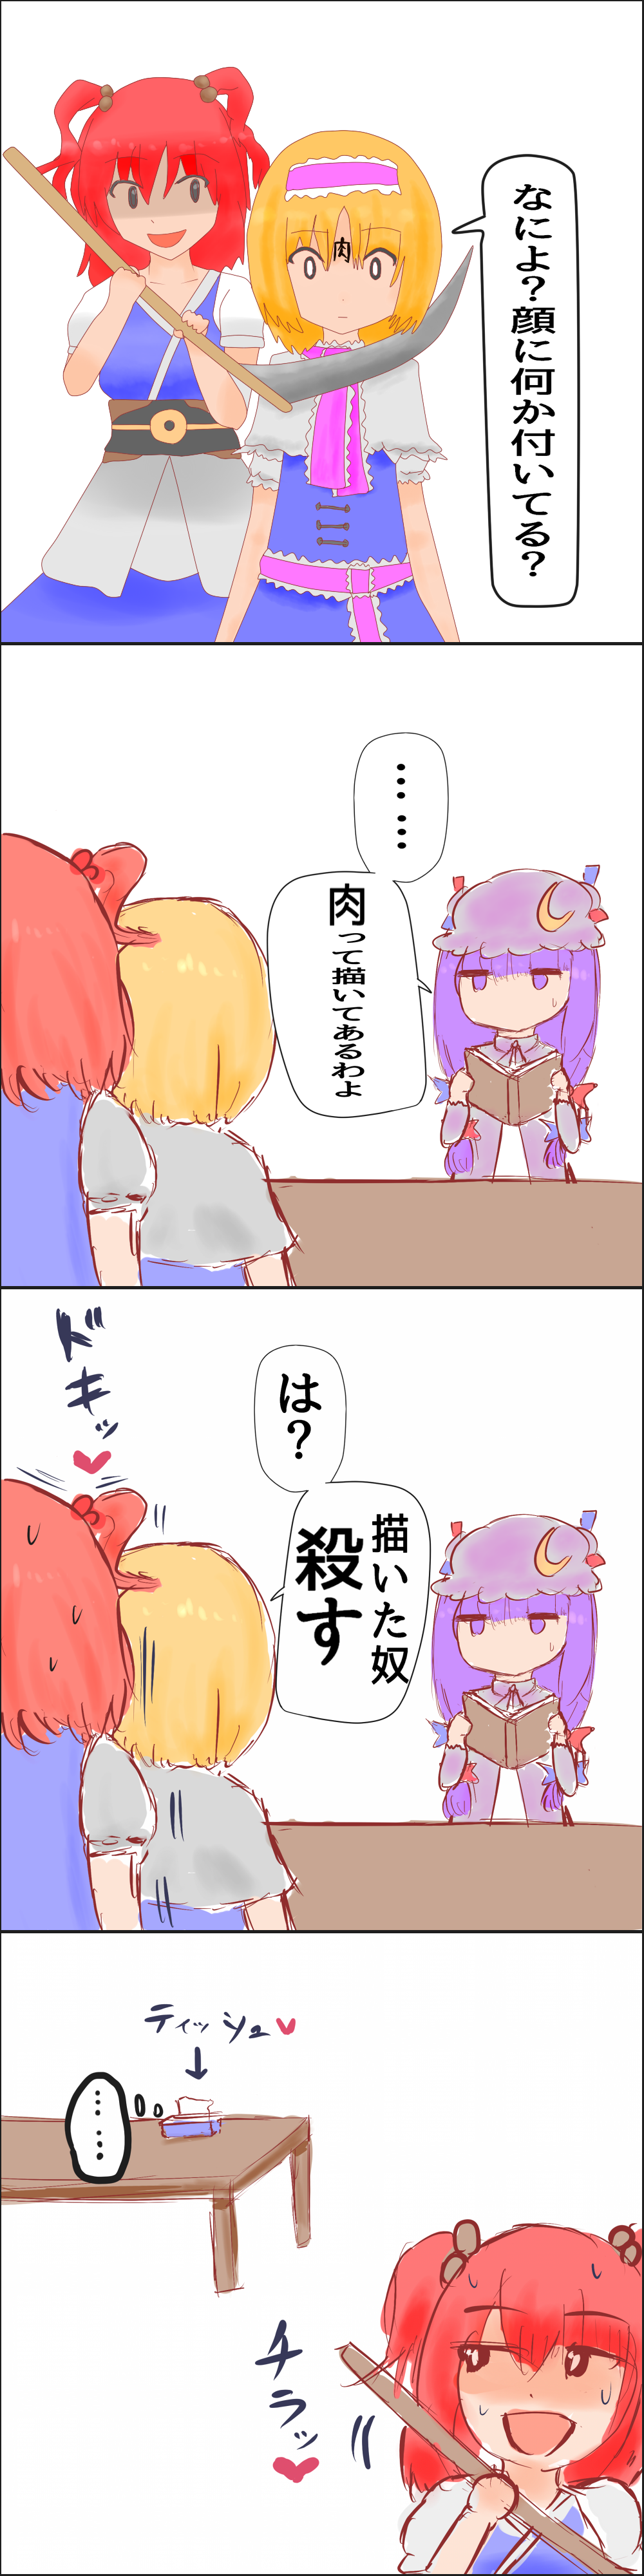 なによ？顔に何か付いてる？
肉
……
肉って描いてあるわよ
ドキッ♥
は？
描いた奴
殺す
ティッシュ♥
↓
……
チラッ♥